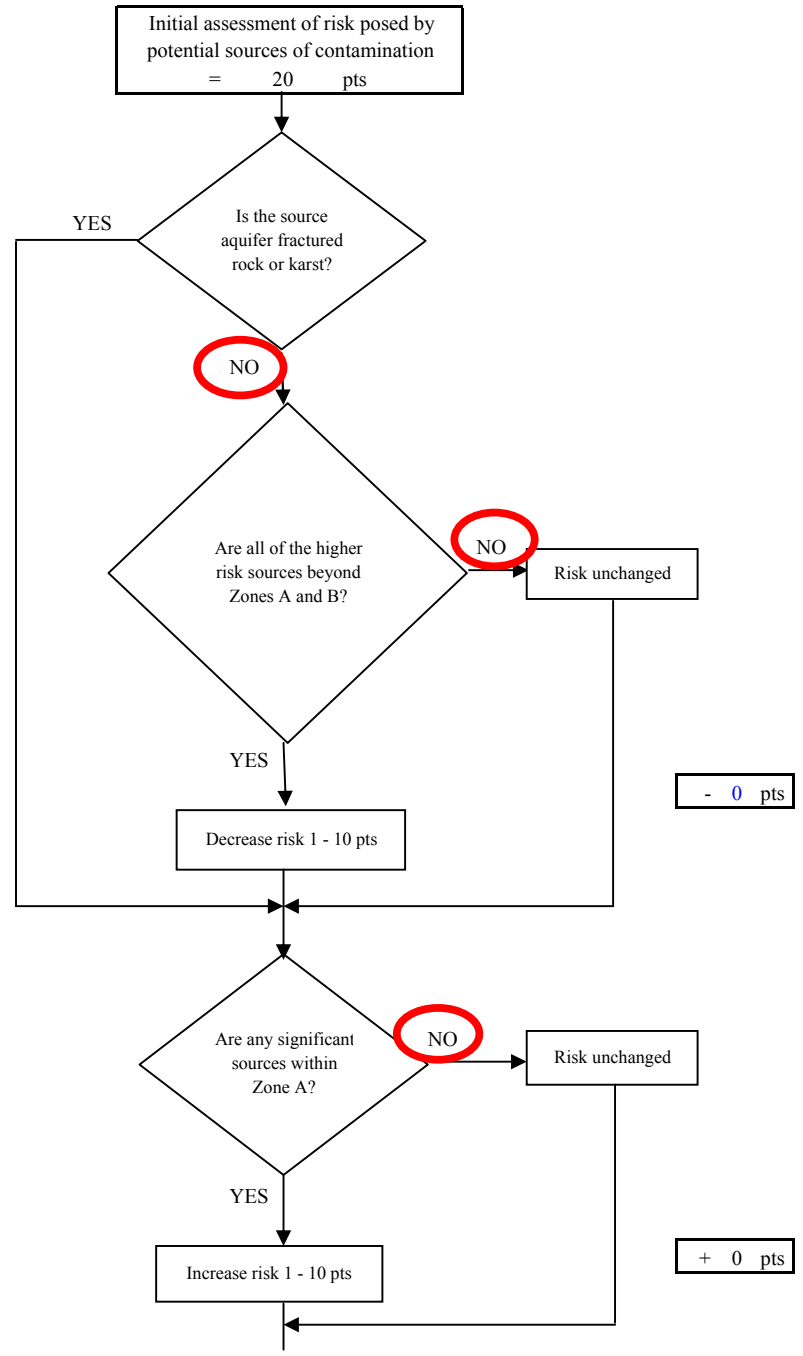 Initial assessment of risk posed by
potential sources of contamination
= 20 pts
YES
Is the source
aquifer fractured
rock or karst?
NO
Are all of the higher
risk sources beyond
Zones A and B?
NO
Risk unchanged
YES
- 0 pts
Decrease risk 1 - 10 pts
Are any significant
sources within
Zone A?
NO
Risk unchanged
YES
+ 0 pts
Increase risk 1 - 10 pts